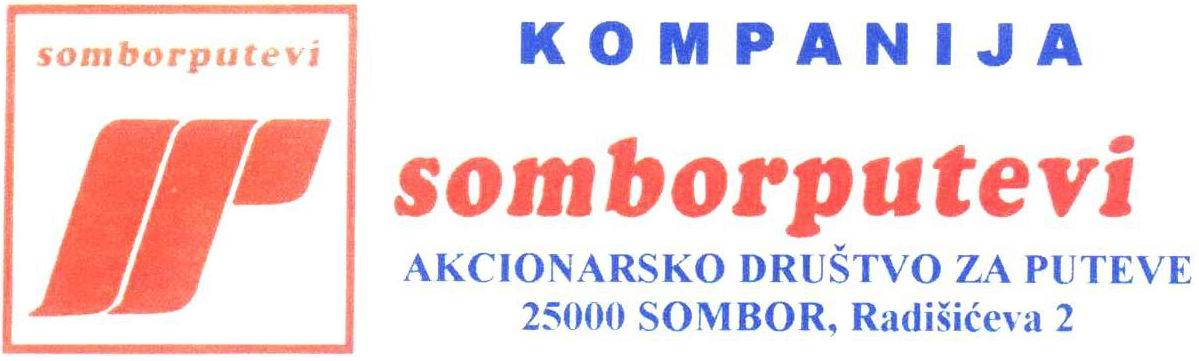 somborputevi
KOMPANIJA
somborputevi
AKCIONARSKO DRUŠTVO ZA PUTEVE
25000 SOMBOR, Radišićeva 2